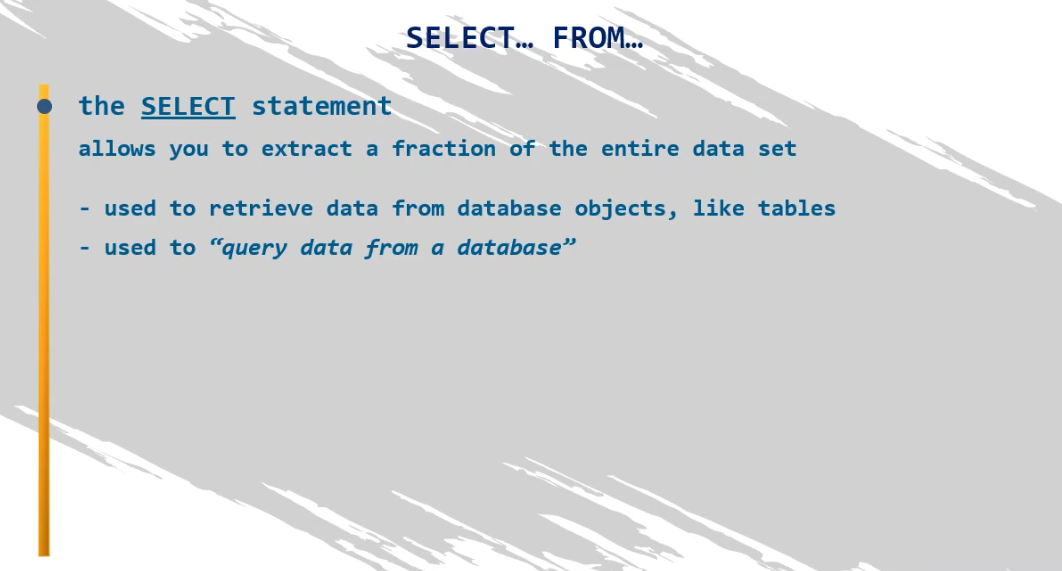 SELECT… FROM…
the SELECT statement
allows you to extract a fraction of the entire data set
- used to retrieve data from database objects, like tables
- used to “query data from a database”